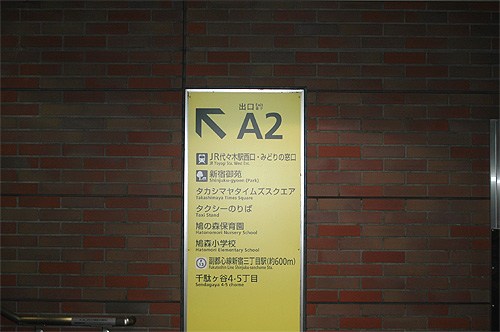 出口 Exit
A2
JR代々木駅西口・みどりの窓口
JR Yoyogi Sta. West Ent.
新宿御苑
Shinjuku-gyoen (Park)
タカシマヤタイムズスクエア
Takashimaya Times Square
タクシーのりば
Taxi Stand
鳩の森保育園
Hatonomori Nursery School
鳩森小学校
Hatomori Elementary School
副都心線新宿三丁目駅(約600m)
Fukutoshin Line Shinjuku-sanchome Sta.
千駄ヶ谷4-5丁目
Sendagaya 4-5 chome